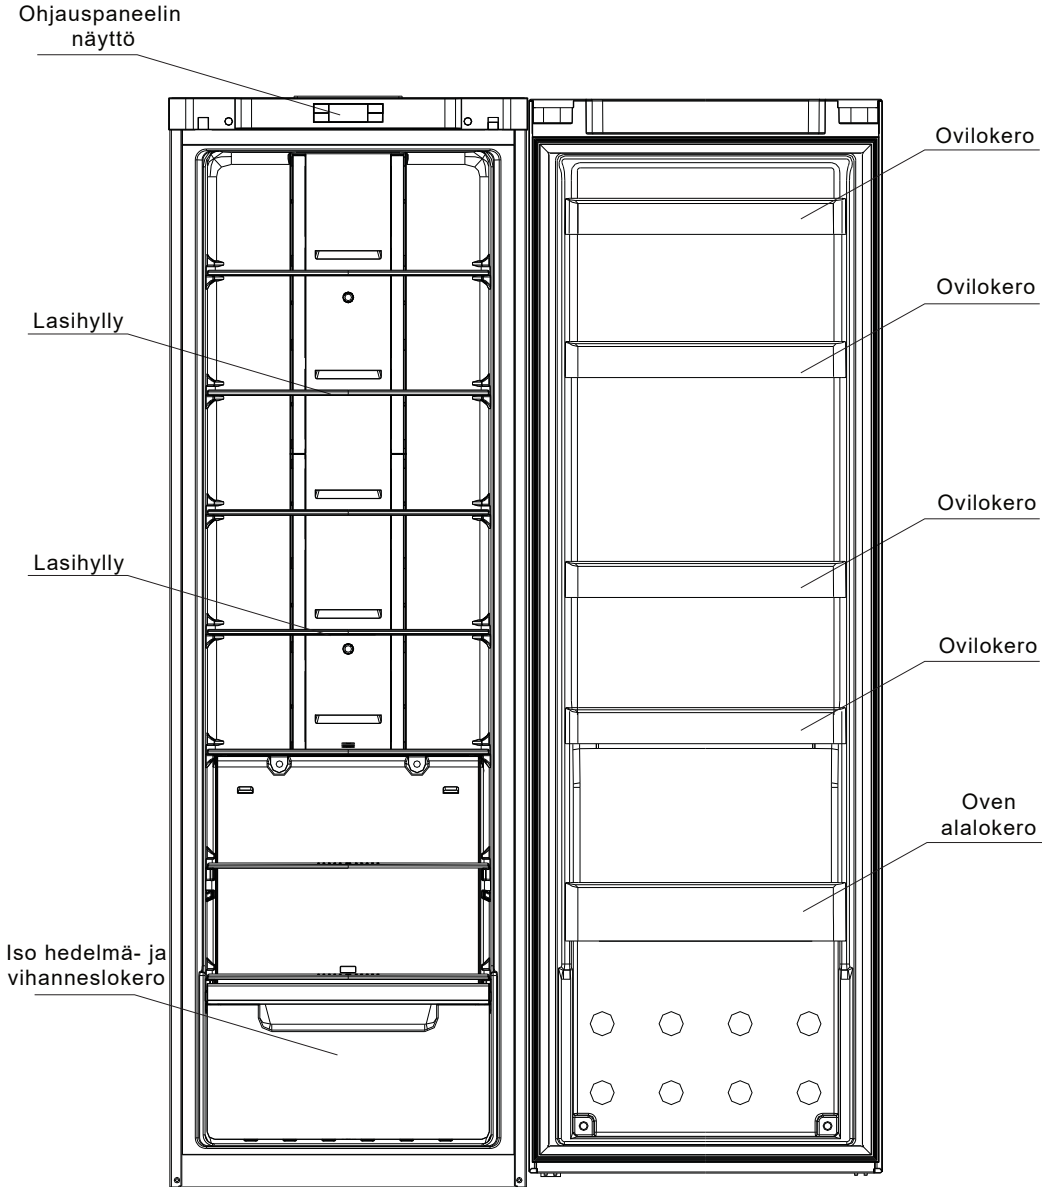 Ohjauspaneelin
näyttö
Ovilokero
Ovilokero
Lasihylly
Ovilokero
Lasihylly
Ovilokero
Oven
alalokero
Iso hedelmä- ja
vihanneslokero